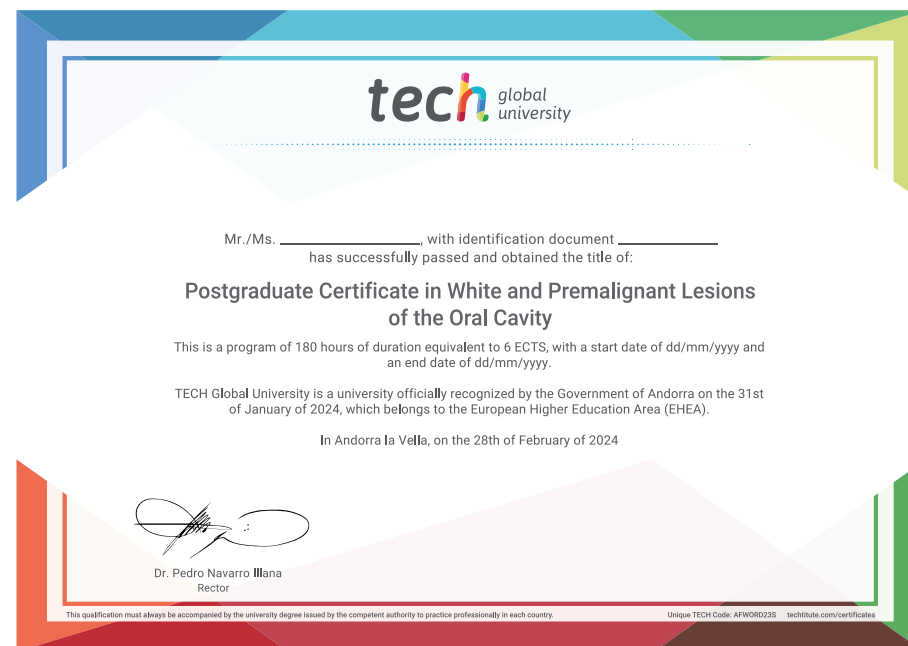 tech global university
Mr./Ms. ____________, with identification document ____________
has successfully passed and obtained the title of:
Postgraduate Certificate in White and Premalignant Lesions
of the Oral Cavity
This is a program of 180 hours of duration equivalent to 6 ECTS, with a start date of dd/mm/yyyy and
an end date of dd/mm/yyyy.
TECH Global University is a university officially recognized by the Government of Andorra on the 31st
of January of 2024, which belongs to the European Higher Education Area (EHEA).
In Andorra la Vella, on the 28th of February of 2024
Dr. Pedro Navarro Illana
Rector
This qualification must always be accompanied by the university degree issued by the competent authority to practice professionally in each country.
Unique TECH Code: AFWORD23S techtitute.com/certificates